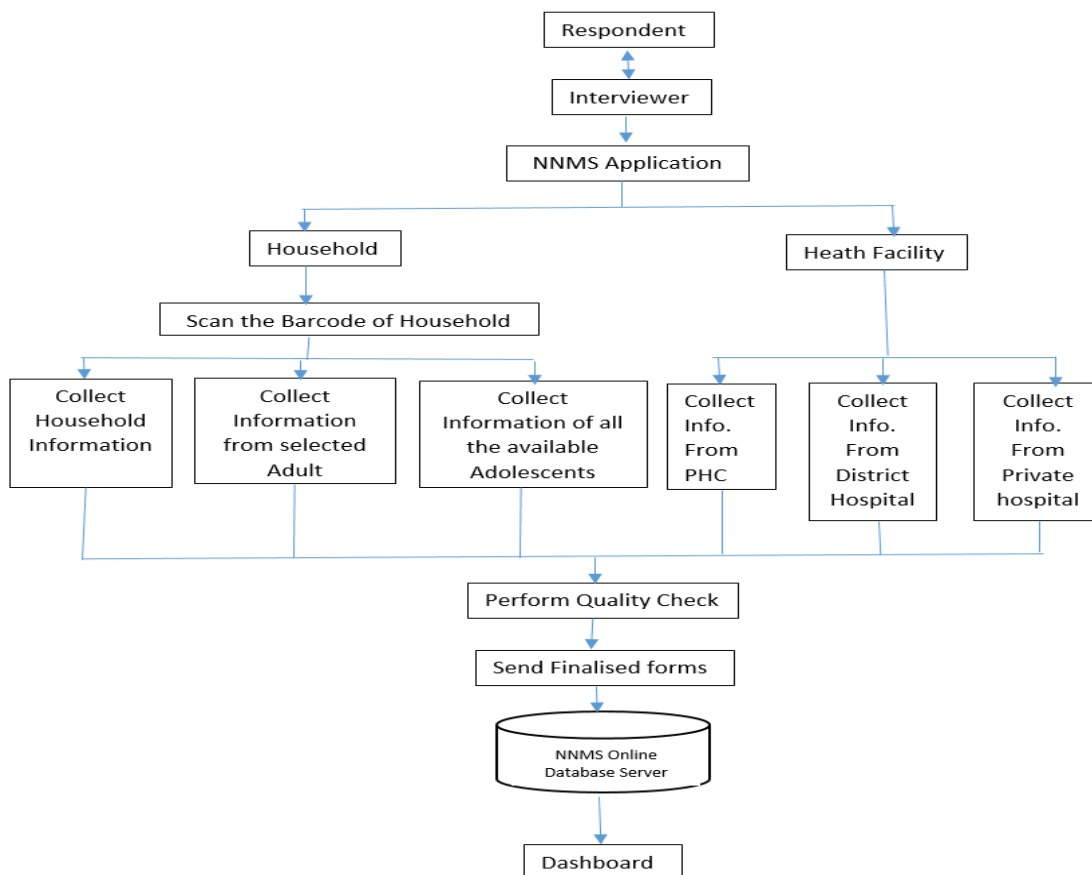 Respondent
Interviewer
NNMS Application
Household
Heath Facility
Scan the Barcode of Household
Collect
Household
Information
Collect
Information
from selected
Adult
Collect
Information of all
the available
Adolescents
Collect
Info.
From
PHC
Collect
Info.
From
District
Hospital
Collect
Info.
From
Private
hospital
Perform Quality Check
Send Finalised forms
NNMS Online
Database Server
Dashboard